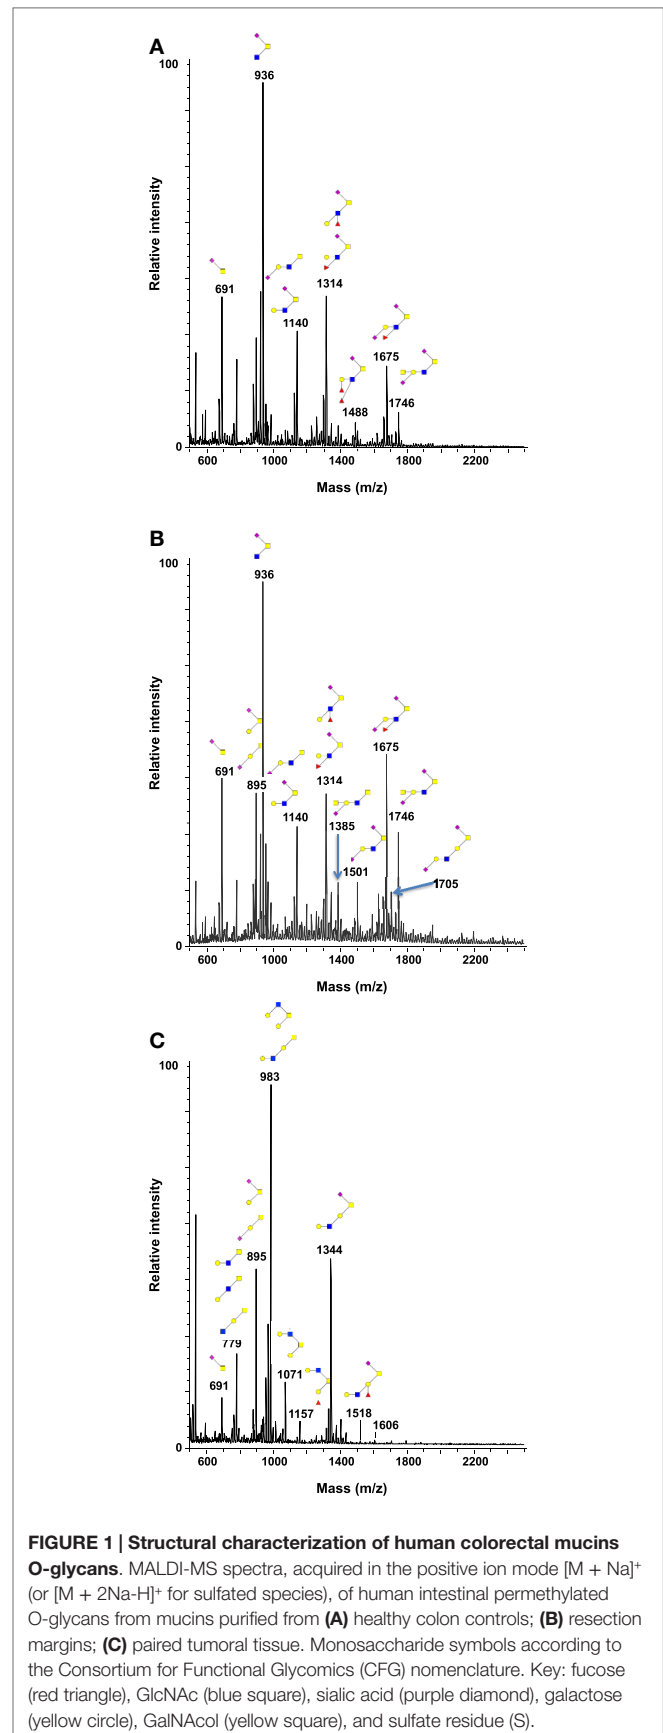 A
100
936
Relative intensity
691
1140
1314
1488
1675
1746
0
600
1000
1400
1800
2200
Mass (m/z)
B
100
936
Relative intensity
691
895
1140
1314
1385
1501
1675
1746
1705
0
600
1000
1400
1800
2200
Mass (m/z)
C
100
983
Relative intensity
691
779
895
1071
1157
1344
1518
1606
0
600
1000
1400
1800
2200
Mass (m/z)
FIGURE 1 | Structural characterization of human colorectal mucins
O-glycans. MALDI-MS spectra, acquired in the positive ion mode [M + Na]⁺
(or [M + 2Na-H]⁺ for sulfated species), of human intestinal permethylated
O-glycans from mucins purified from (A) healthy colon controls; (B) resection
margins; (C) paired tumoral tissue. Monosaccharide symbols according to
the Consortium for Functional Glycomics (CFG) nomenclature. Key: fucose
(red triangle), GlcNAc (blue square), sialic acid (purple diamond), galactose
(yellow circle), GalNAcol (yellow square), and sulfate residue (S).